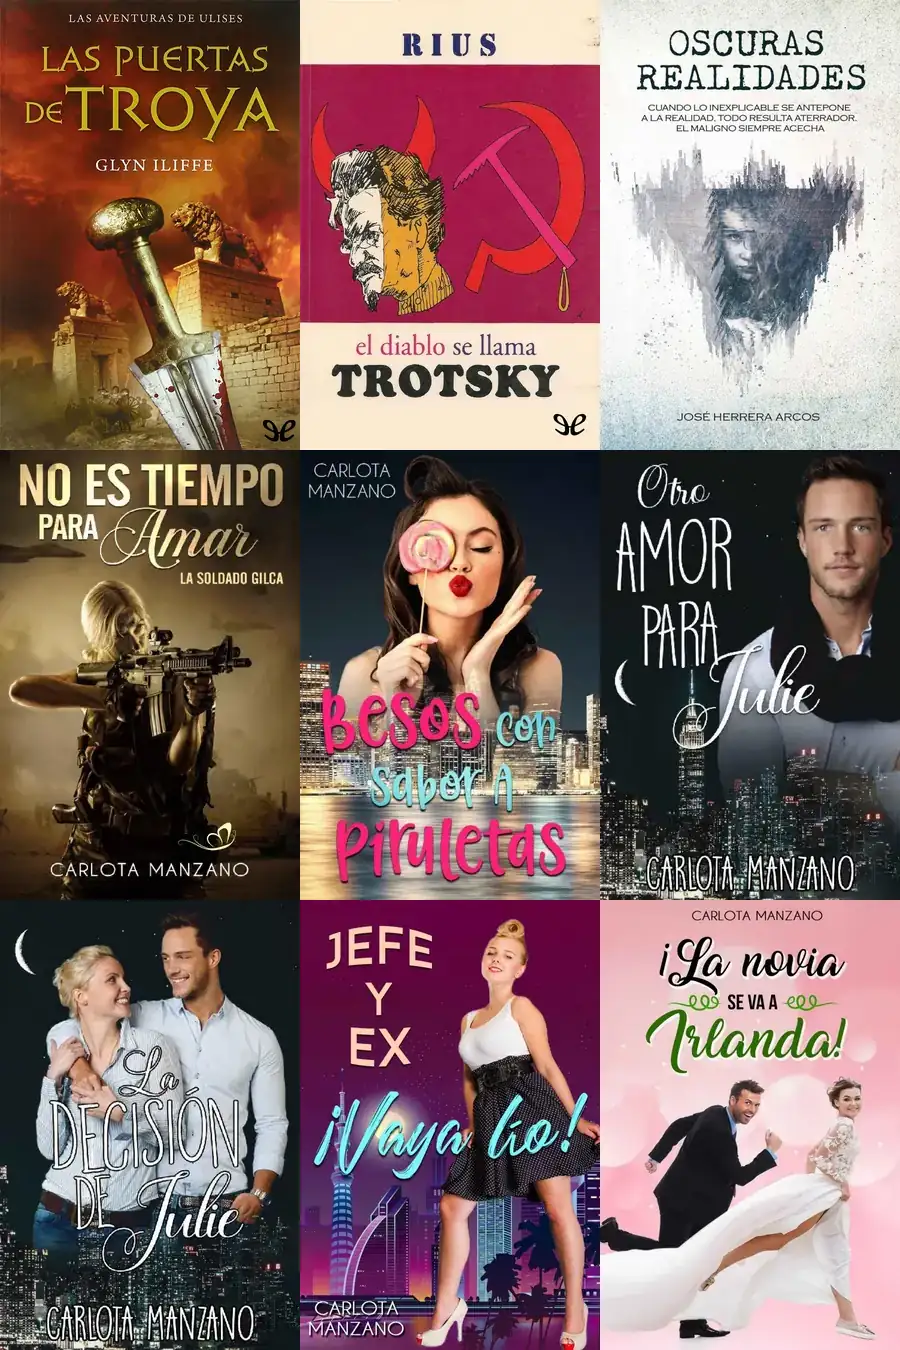 LAS AVENTURAS DE ULISES
LAS PUERTAS
DE TROYA
GLYN ILIFFE
RIUS
el diablo se llama
TROTSKY
OSCURAS
REALIDADES
CUANDO LO INEXPLICABLE SE ANTEPONE
A LA REALIDAD, TODO RESULTA ATERRADOR.
EL MALIGNO SIEMPRE ACECHA
JOSÉ HERRERA ARCOS
NO ES TIEMPO
PARA Amar
LA SOLDADO GILCA
CARLOTA MANZANO
CARLOTA
MANZANO
Besos con
sabor A
Piruletas
Otro
AMOR
PARA
Julie
CARLOTA MANZANO
La
DECISIÓN
DE Julie
CARLOTA MANZANO
JEFE
Y
EX
¡Vaya lío!
CARLOTA
MANZANO
CARLOTA MANZANO
¡La novia
SE VA A
Irlanda!